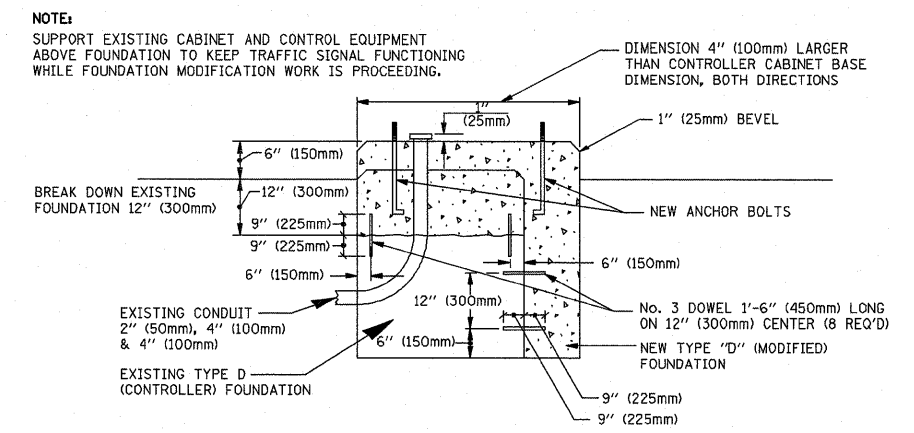 NOTE:
SUPPORT EXISTING CABINET AND CONTROL EQUIPMENT
ABOVE FOUNDATION TO KEEP TRAFFIC SIGNAL FUNCTIONING
WHILE FOUNDATION MODIFICATION WORK IS PROCEEDING.
DIMENSION 4" (100mm) LARGER
THAN CONTROLLER CABINET BASE
DIMENSION, BOTH DIRECTIONS
1"
(25mm)
1" (25mm) BEVEL
6" (150mm)
BREAK DOWN EXISTING
FOUNDATION 12" (300mm)
12" (300mm)
NEW ANCHOR BOLTS
9" (225mm)
9" (225mm)
6" (150mm)
6" (150mm)
12" (300mm)
6" (150mm)
EXISTING CONDUIT
2" (50mm), 4" (100mm)
& 4" (100mm)
No. 3 DOWEL 1'-6" (450mm) LONG
ON 12" (300mm) CENTER (8 REQ'D)
NEW TYPE "D" (MODIFIED)
FOUNDATION
EXISTING TYPE D
(CONTROLLER) FOUNDATION
9" (225mm)
9" (225mm)